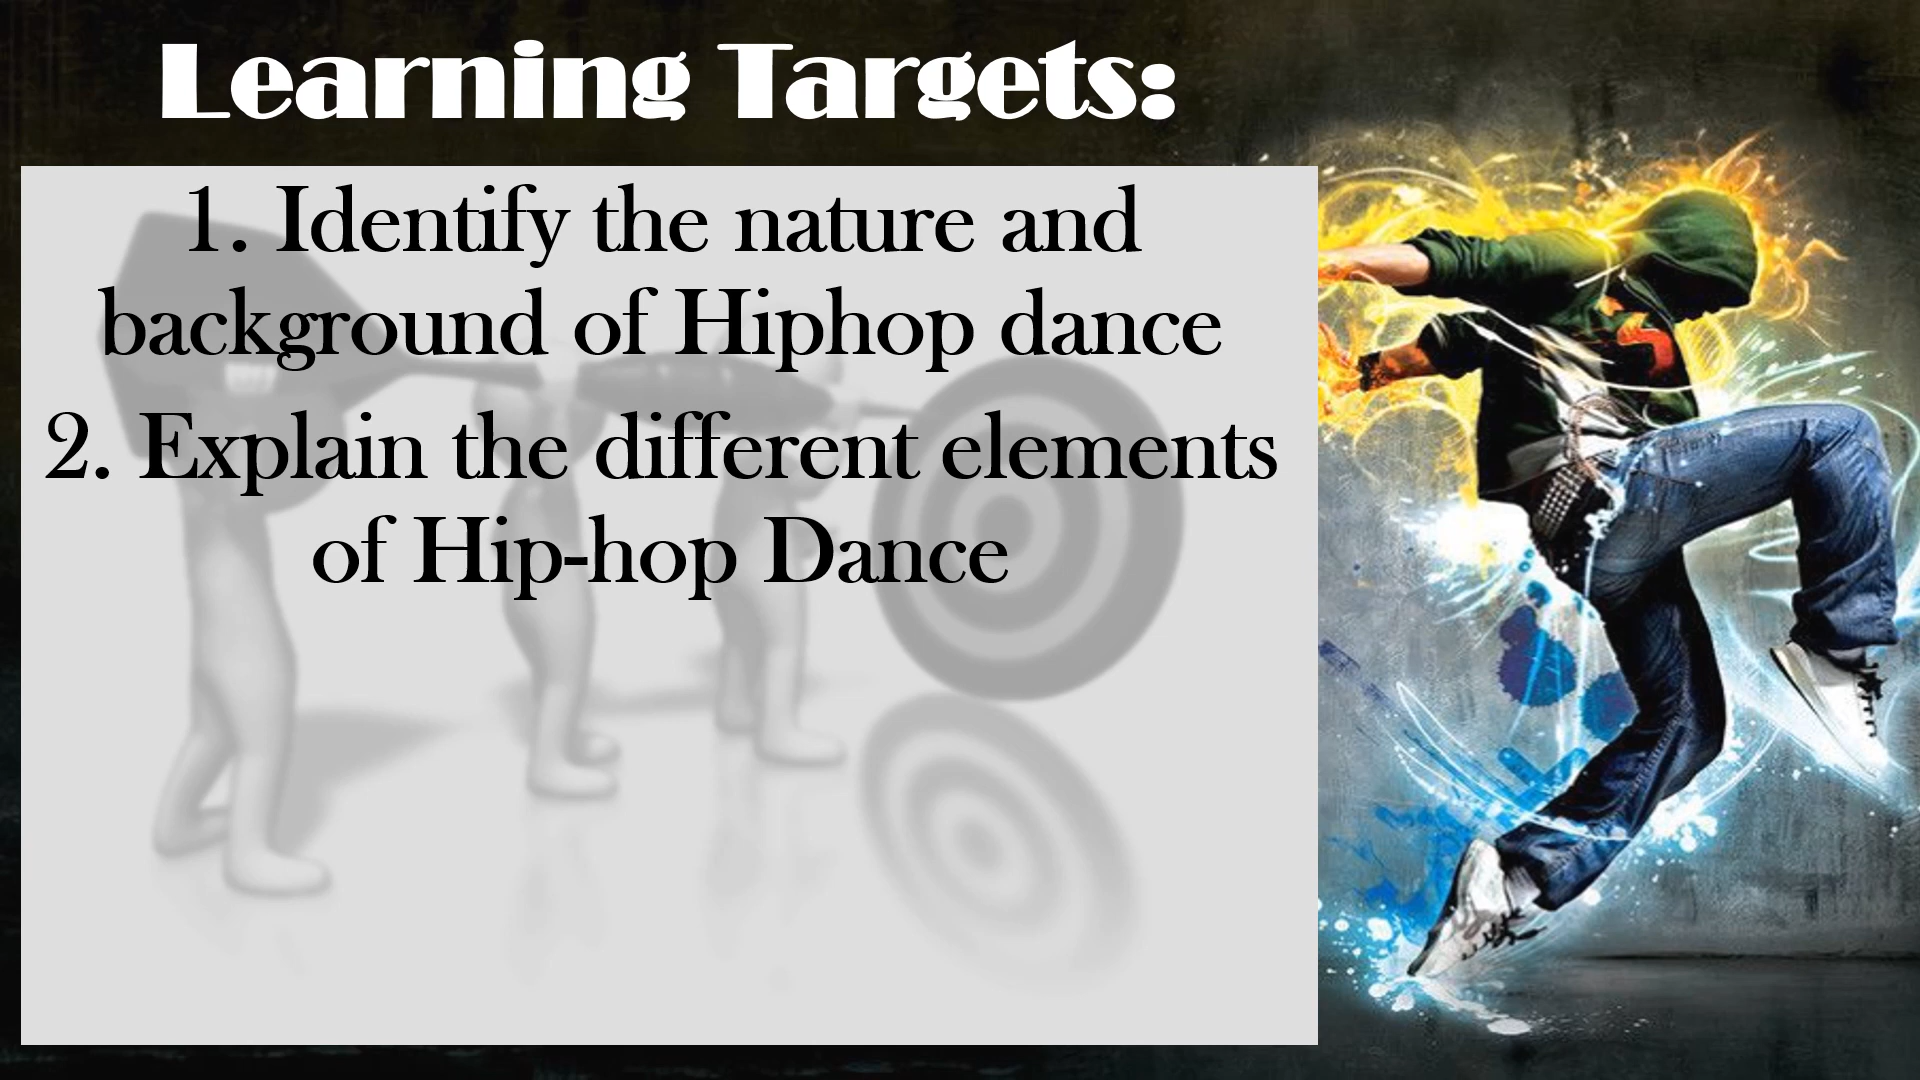 Learning Targets:
1. Identify the nature and
background of Hiphop dance
2. Explain the different elements
of Hip-hop Dance